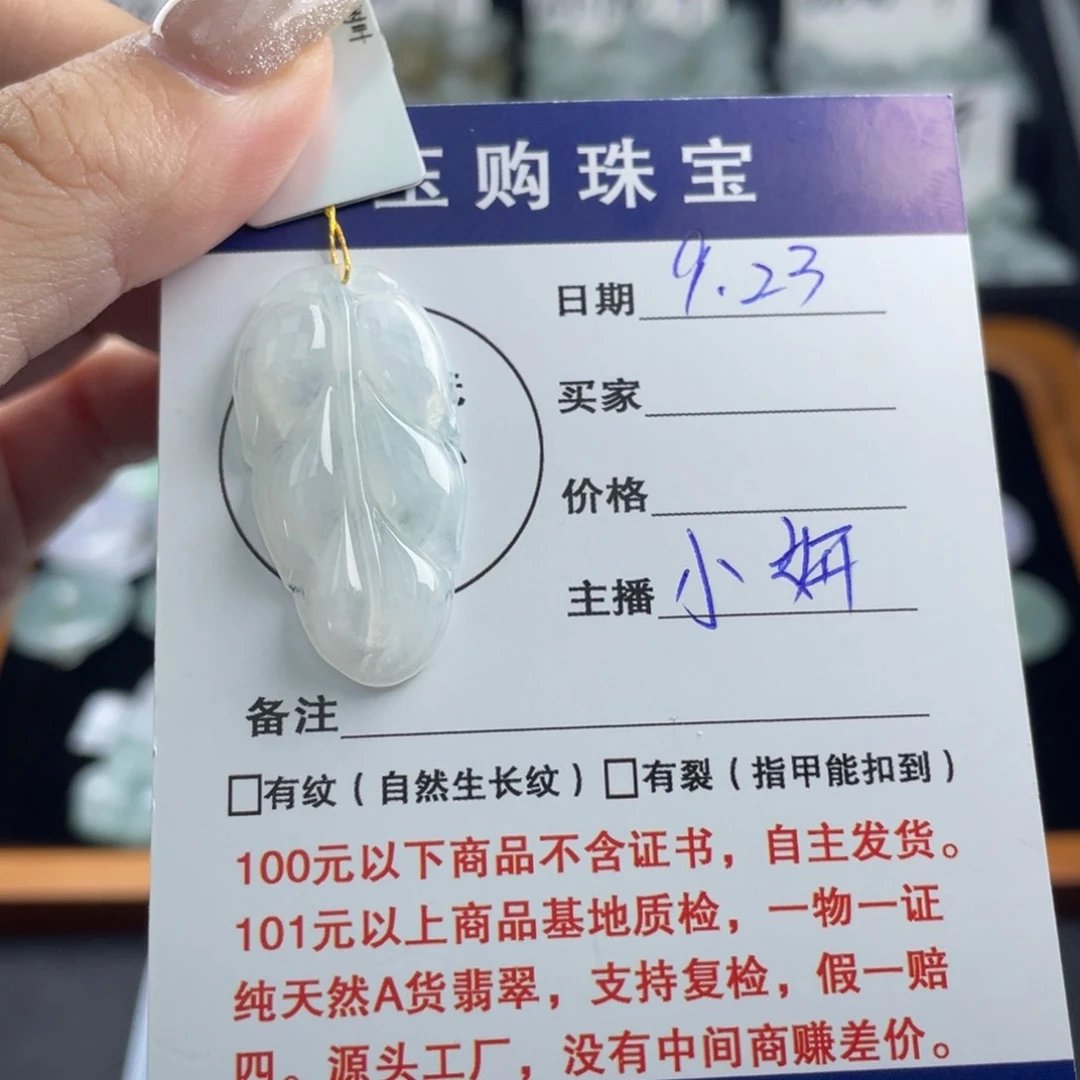 玉购珠宝
日期 9.23
买家
价格
主播 小妍
备注
□有纹（自然生长纹）□有裂（指甲能扣到）
100元以下商品不含证书，自主发货。
101元以上商品基地质检，一物一证
纯天然A货翡翠，支持复检，假一赔
四。源头工厂，没有中间商赚差价。